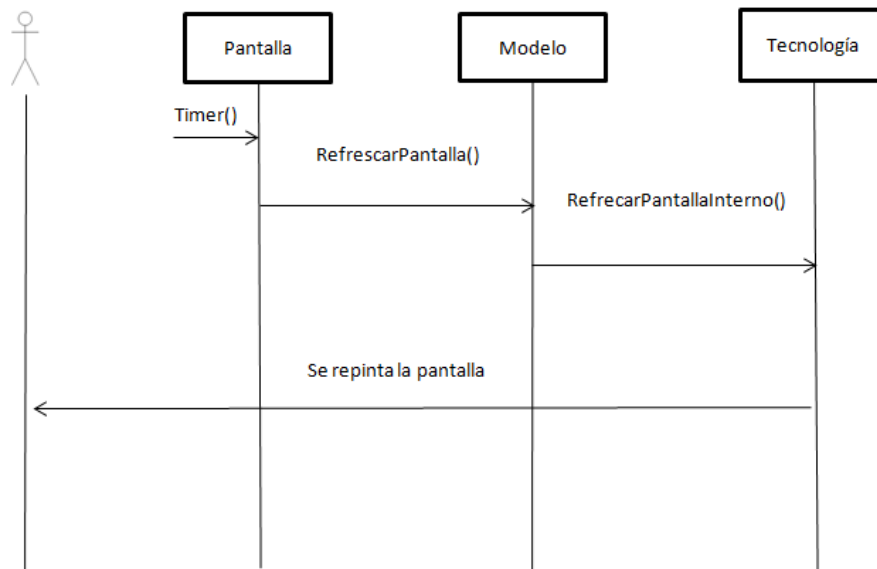 Pantalla
Modelo
Tecnología
Timer()
RefrescarPantalla()
RefrecarPantallaInterno()
Se repinta la pantalla